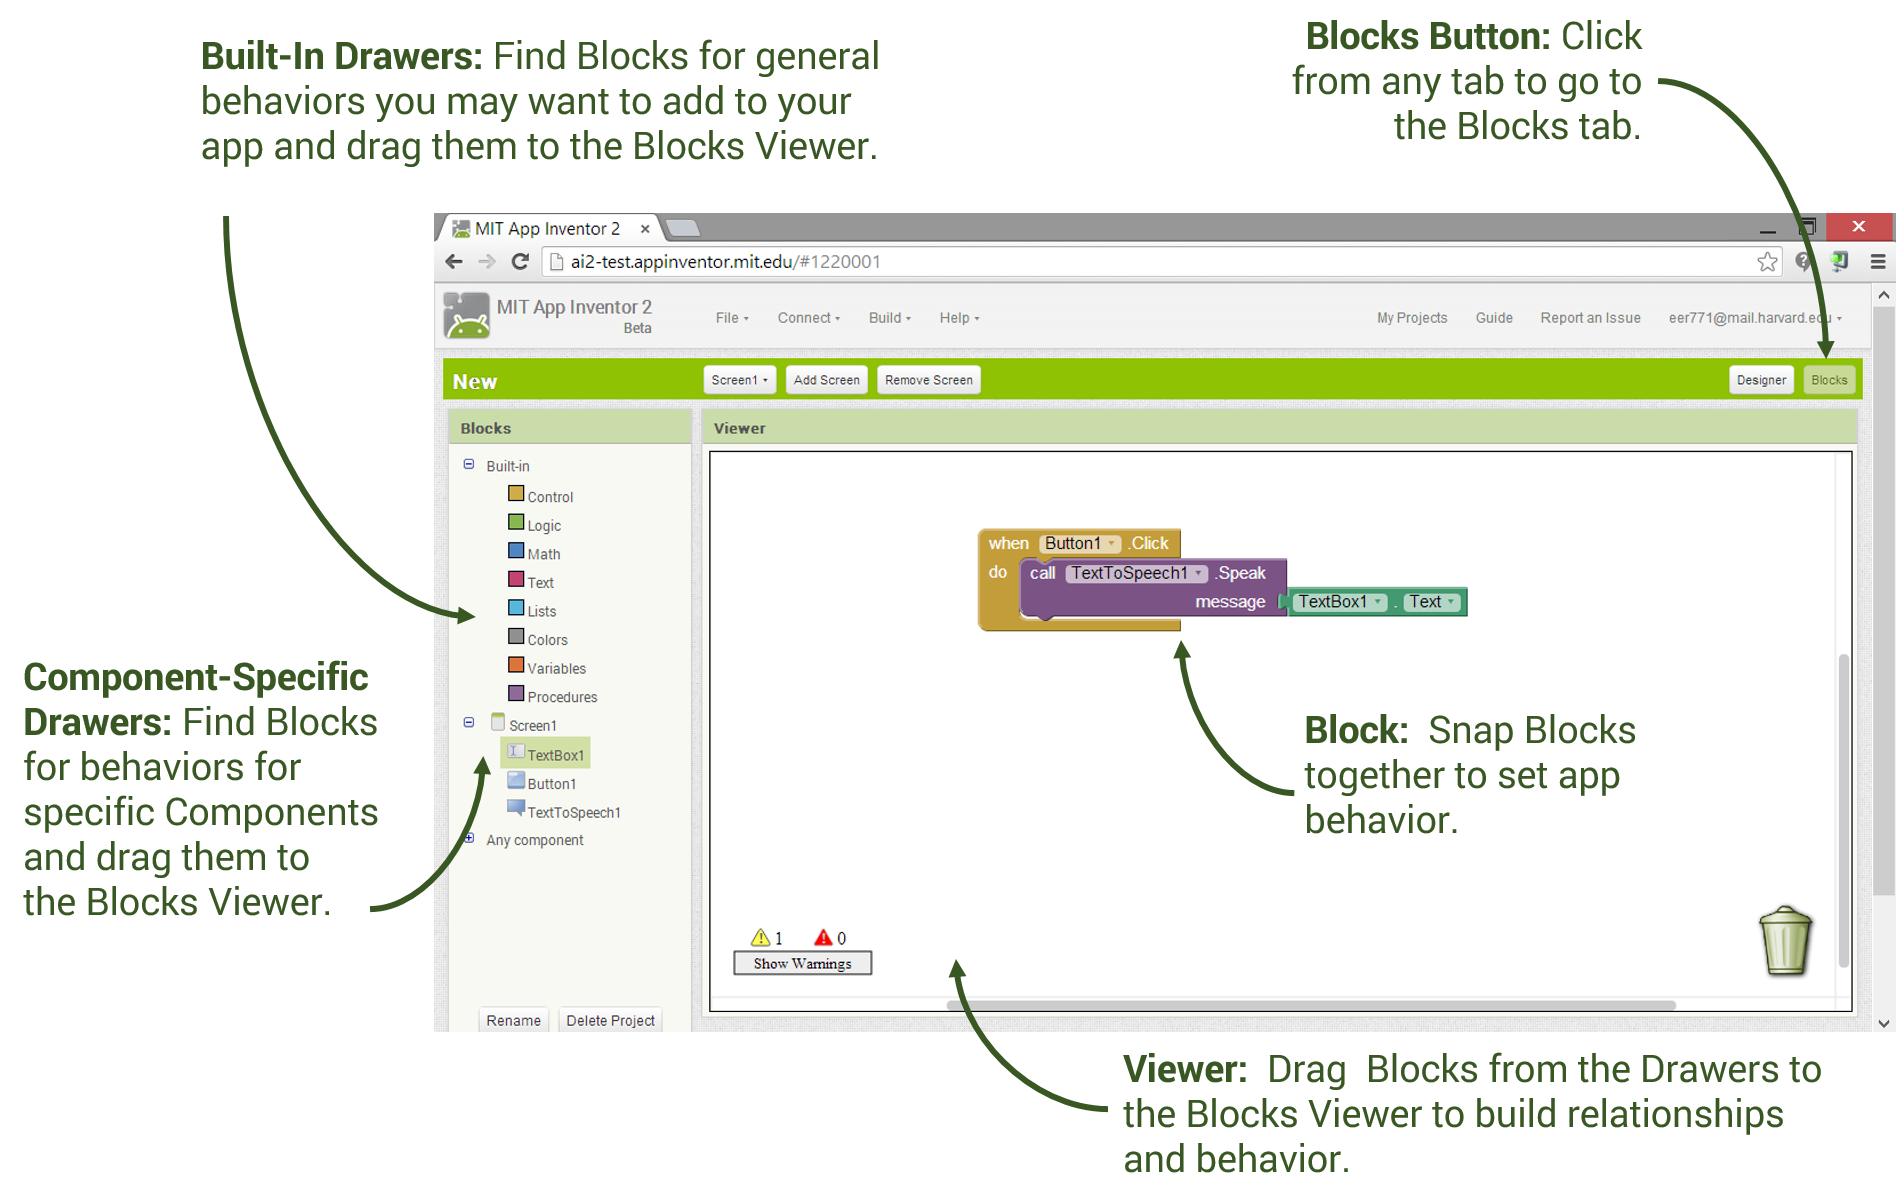 Built-In Drawers: Find Blocks for general
behaviors you may want to add to your
app and drag them to the Blocks Viewer.
Blocks Button: Click
from any tab to go to
the Blocks tab.
MIT App Inventor 2
ai2-test.appinventor.mit.edu/#1220001
MIT App Inventor 2
Beta
File Connect Build Help My Projects Guide Report an Issue eer771@mail.harvard.edu
New Screen1 Add Screen Remove Screen Designer Blocks
Blocks
Built-in
Control
Logic
Math
Text
Lists
Colors
Variables
Procedures
Screen1
TextBox1
Button1
TextToSpeech1
Any component
Rename Delete Project
Viewer
when Button1 .Click
do call TextToSpeech1 .Speak
message TextBox1 . Text
1 0
Show Warnings
Component-Specific
Drawers: Find Blocks
for behaviors for
specific Components
and drag them to
the Blocks Viewer.
Block: Snap Blocks
together to set app
behavior.
Viewer: Drag Blocks from the Drawers to
the Blocks Viewer to build relationships
and behavior.